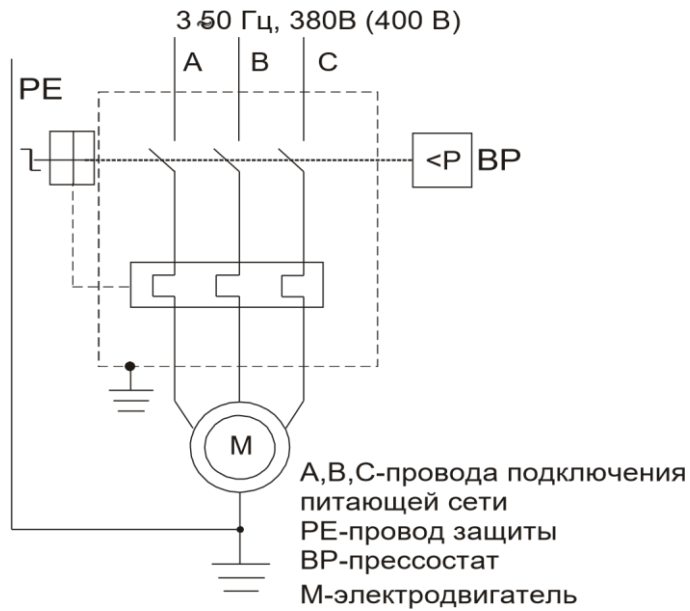 3~50 Гц, 380В (400 В)
A B C
PE
<P BP
M
A,B,C-провода подключения
питающей сети
PE-провод защиты
BP-прессостат
M-электродвигатель